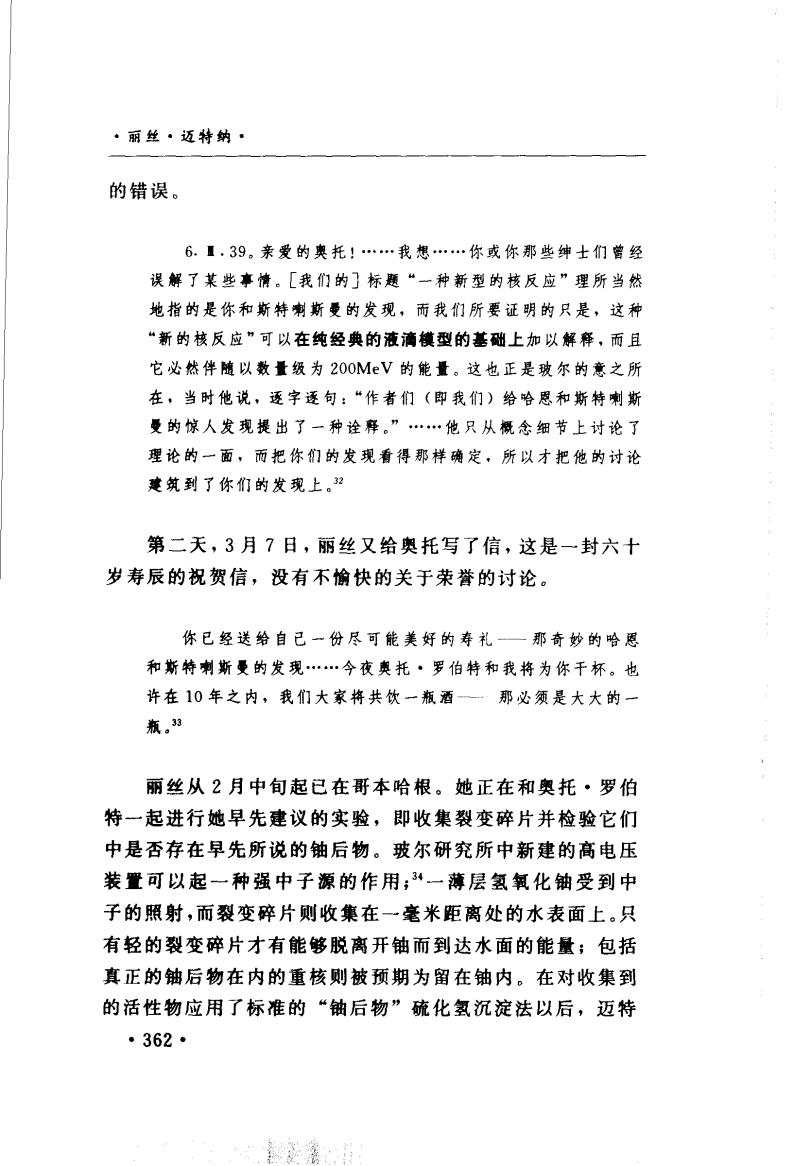 ·丽丝·迈特纳·
的错误。
6.Ⅲ.39。亲爱的奥托！……我想……你或你那些绅士们曾经
误解了某些事情。[我们的] 标题“一种新型的核反应”理所当然
地指的是你和斯特喇斯曼的发现，而我们所要证明的只是，这种
“新的核反应”可以在纯经典的液滴模型的基础上加以解释，而且
它必然伴随以数量级为 200MeV 的能量。这也正是玻尔的意之所
在，当时他说，逐字逐句：“作者们（即我们）给哈恩和斯特喇斯
曼的惊人发现提出了一种诠释。”……他只从概念细节上讨论了
理论的一面，而把你们的发现看得那样确定，所以才把他的讨论
建筑到了你们的发现上。32
第二天，3 月 7 日，丽丝又给奥托写了信，这是一封六十
岁寿辰的祝贺信，没有不愉快的关于荣誉的讨论。
你已经送给自己一份尽可能美好的寿礼——那奇妙的哈恩
和斯特喇斯曼的发现……今夜奥托·罗伯特和我将为你干杯。也
许在 10 年之内，我们大家将共饮一瓶酒——那必须是大大的一
瓶。33
丽丝从 2 月中旬起已在哥本哈根。她正在和奥托·罗伯
特一起进行她早先建议的实验，即收集裂变碎片并检验它们
中是否存在早先所说的铀后物。玻尔研究所中新建的高电压
装置可以起一种强中子源的作用；34一薄层氢氧化铀受到中
子的照射，而裂变碎片则收集在一毫米距离处的水表面上。只
有轻的裂变碎片才有能够脱离开铀而到达水面的能量；包括
真正的铀后物在内的重核则被预期为留在铀内。在对收集到
的活性物应用了标准的“铀后物”硫化氢沉淀法以后，迈特
·362·